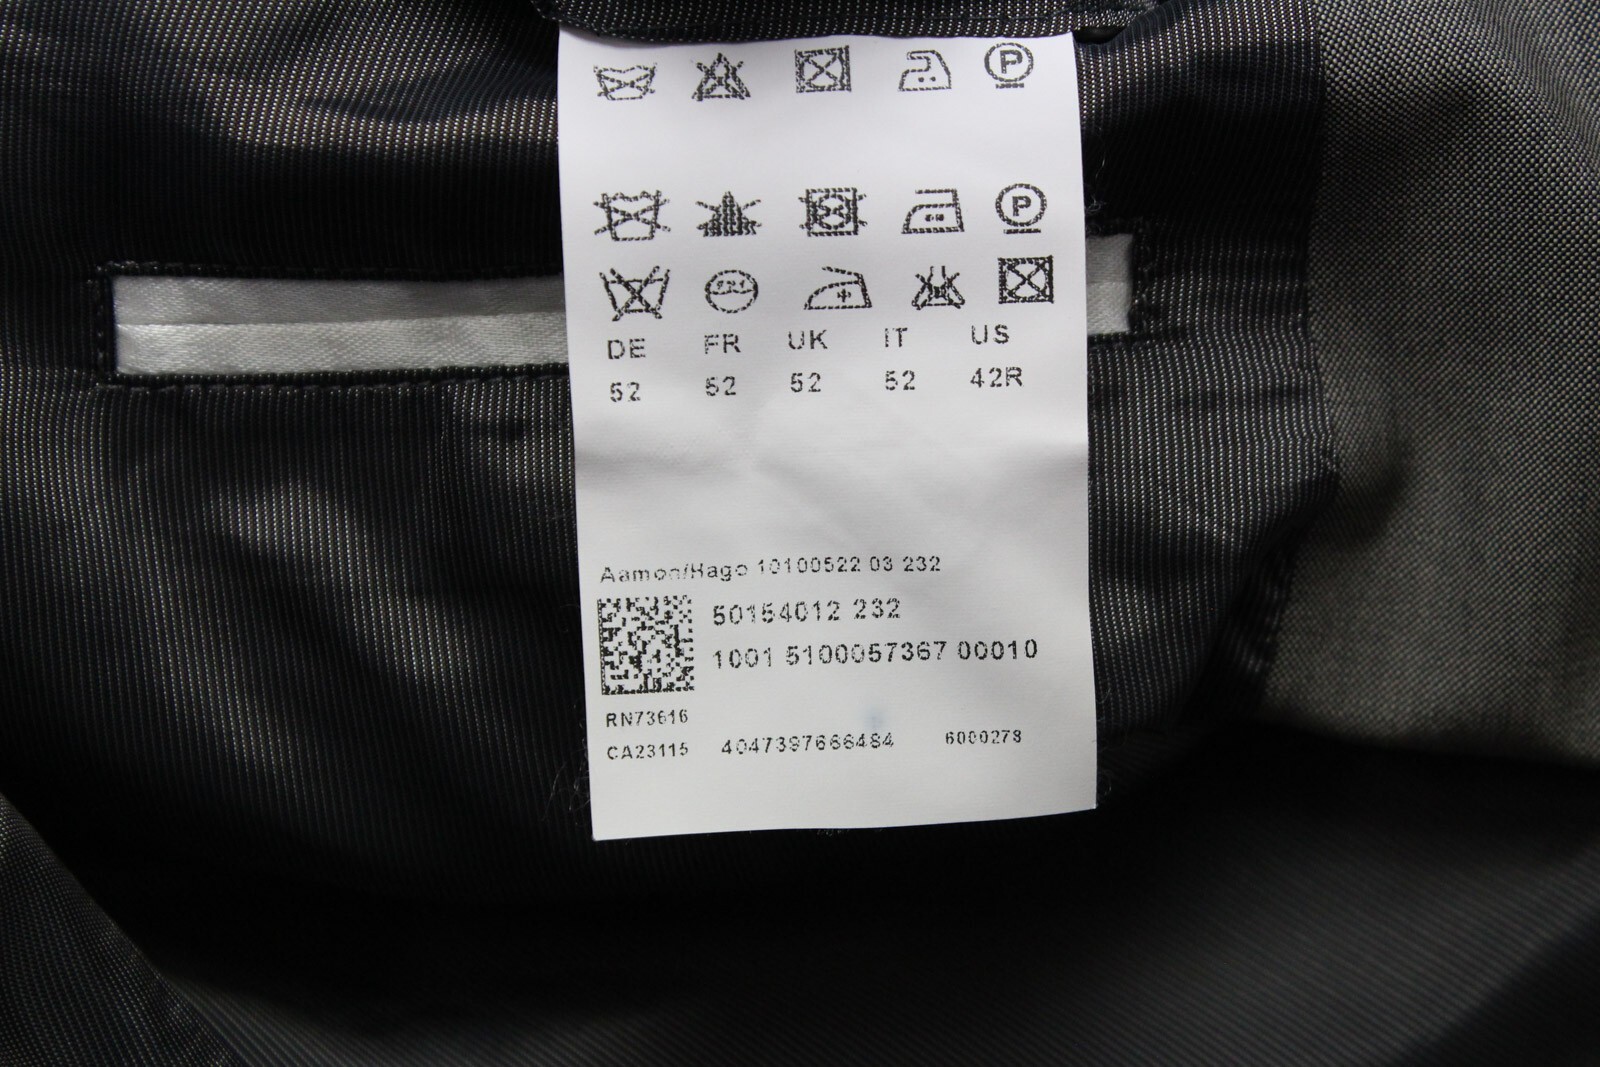 P
P
DE FR UK IT US
52 52 52 52 42R
Aamon/Hago 10100522 03 232
50154012 232
1001 5100057367 00010
RN73616
CA23115 4047397666484 6000278